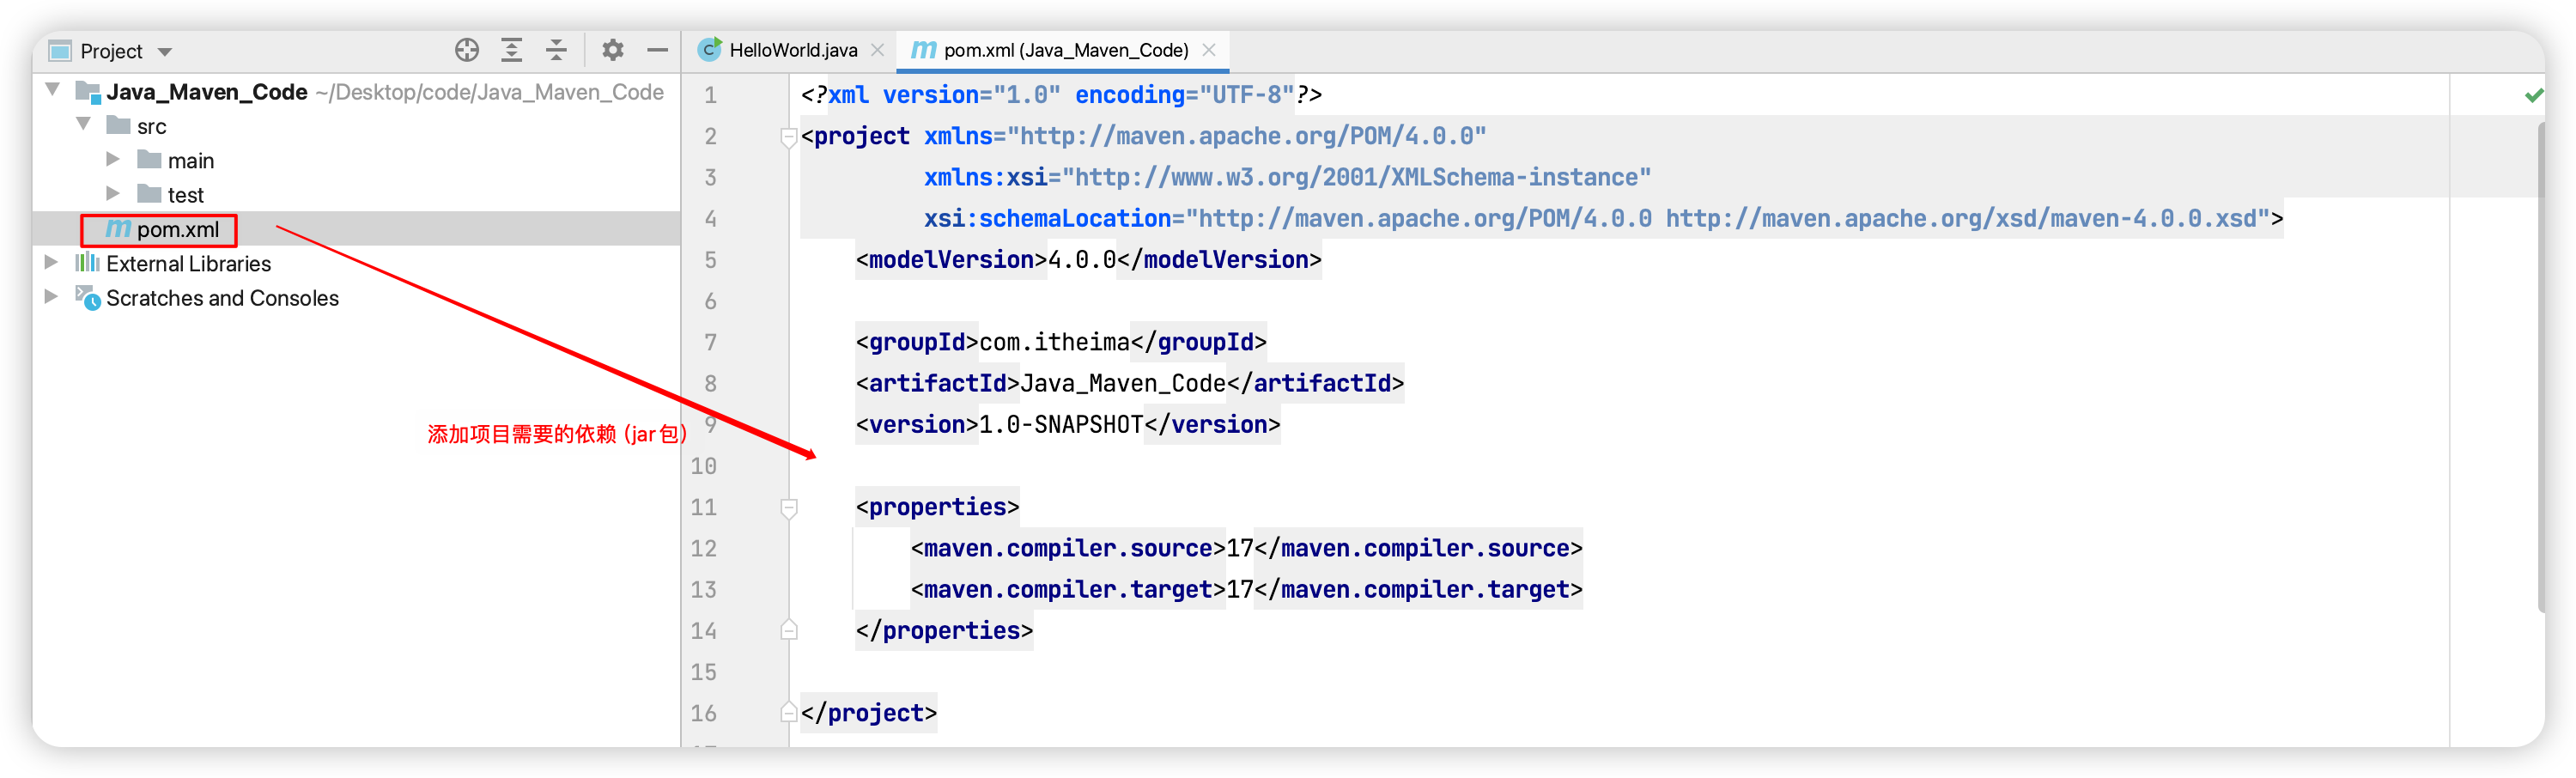 Project
Java_Maven_Code ~/Desktop/code/Java_Maven_Code
src
main
test
pom.xml
External Libraries
Scratches and Consoles
添加项目需要的依赖 (jar包)
HelloWorld.java
pom.xml (Java_Maven_Code)
1 <?xml version="1.0" encoding="UTF-8"?>
2 <project xmlns="http://maven.apache.org/POM/4.0.0"
3 xmlns:xsi="http://www.w3.org/2001/XMLSchema-instance"
4 xsi:schemaLocation="http://maven.apache.org/POM/4.0.0 http://maven.apache.org/xsd/maven-4.0.0.xsd">
5 <modelVersion>4.0.0</modelVersion>
6
7 <groupId>com.itheima</groupId>
8 <artifactId>Java_Maven_Code</artifactId>
9 <version>1.0-SNAPSHOT</version>
10
11 <properties>
12 <maven.compiler.source>17</maven.compiler.source>
13 <maven.compiler.target>17</maven.compiler.target>
14 </properties>
15
16 </project>